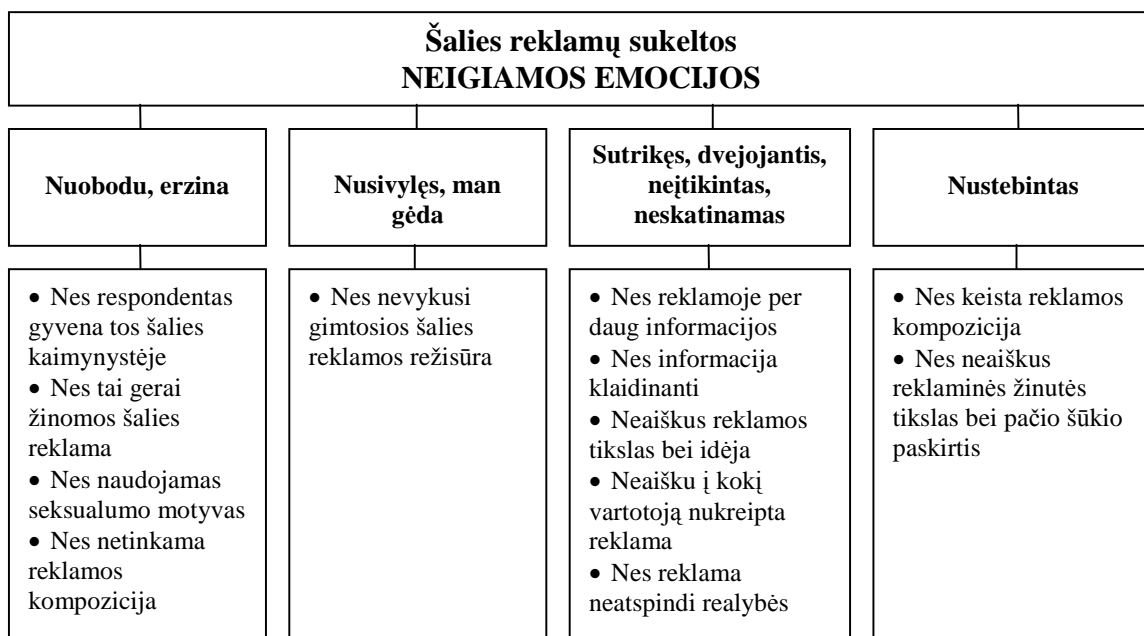 Šalies reklamų sukeltos
NEIGIAMOS EMOCIJOS
Nuobodu, erzina
Nusivylęs, man
gėda
Sutrikęs, dvejojantis,
neįtikintas,
neskatinamas
Nustebintas
• Nes respondentas
gyvena tos šalies
kaimynystėje
• Nes tai gerai
žinomos šalies
reklama
• Nes naudojamas
seksualumo motyvas
• Nes netinkama
reklamos
kompozicija
• Nes nevykusi
gimtosios šalies
reklamos režisūra
• Nes reklamoje per
daug informacijos
• Nes informacija
klaidinanti
• Neaiškus reklamos
tikslas bei idėja
• Neaišku į kokį
vartotoją nukreipta
reklama
• Nes reklama
neatspindi realybės
• Nes keista reklamos
kompozicija
• Nes neaiškus
reklaminės žinutės
tikslas bei pačio šūkio
paskirtis